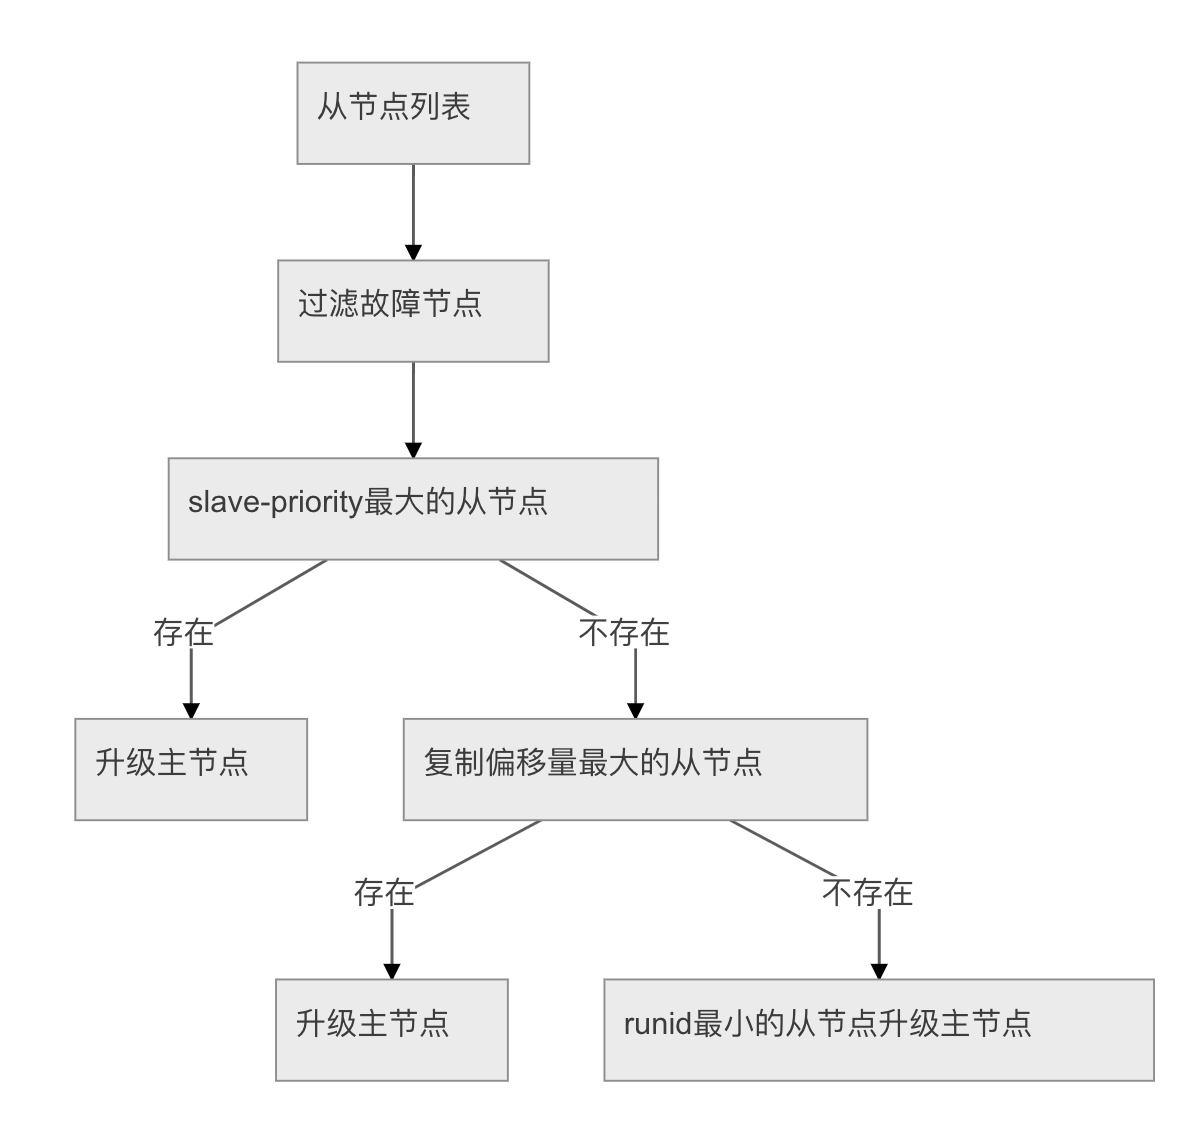 从节点列表
过滤故障节点
slave-priority最大的从节点
存在
不存在
升级主节点
复制偏移量最大的从节点
存在
不存在
升级主节点
runid最小的从节点升级主节点